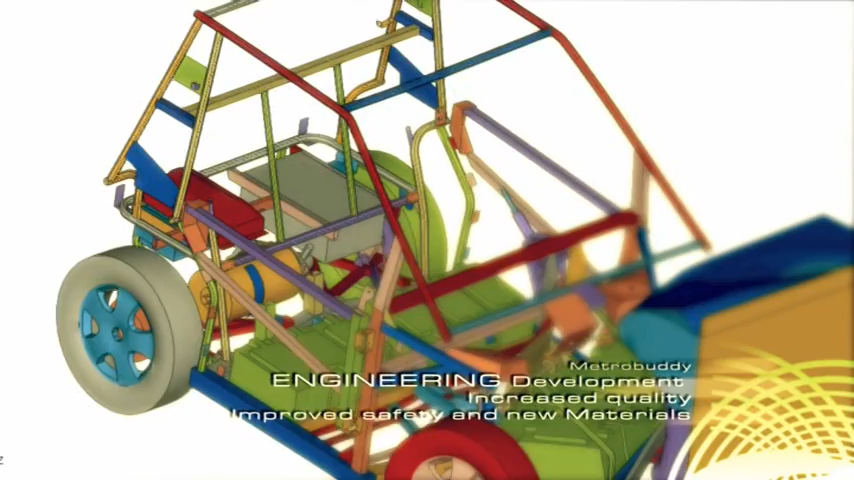 Metrobuddy
ENGINEERING Development
Increased quality
Improved safety and new Materials